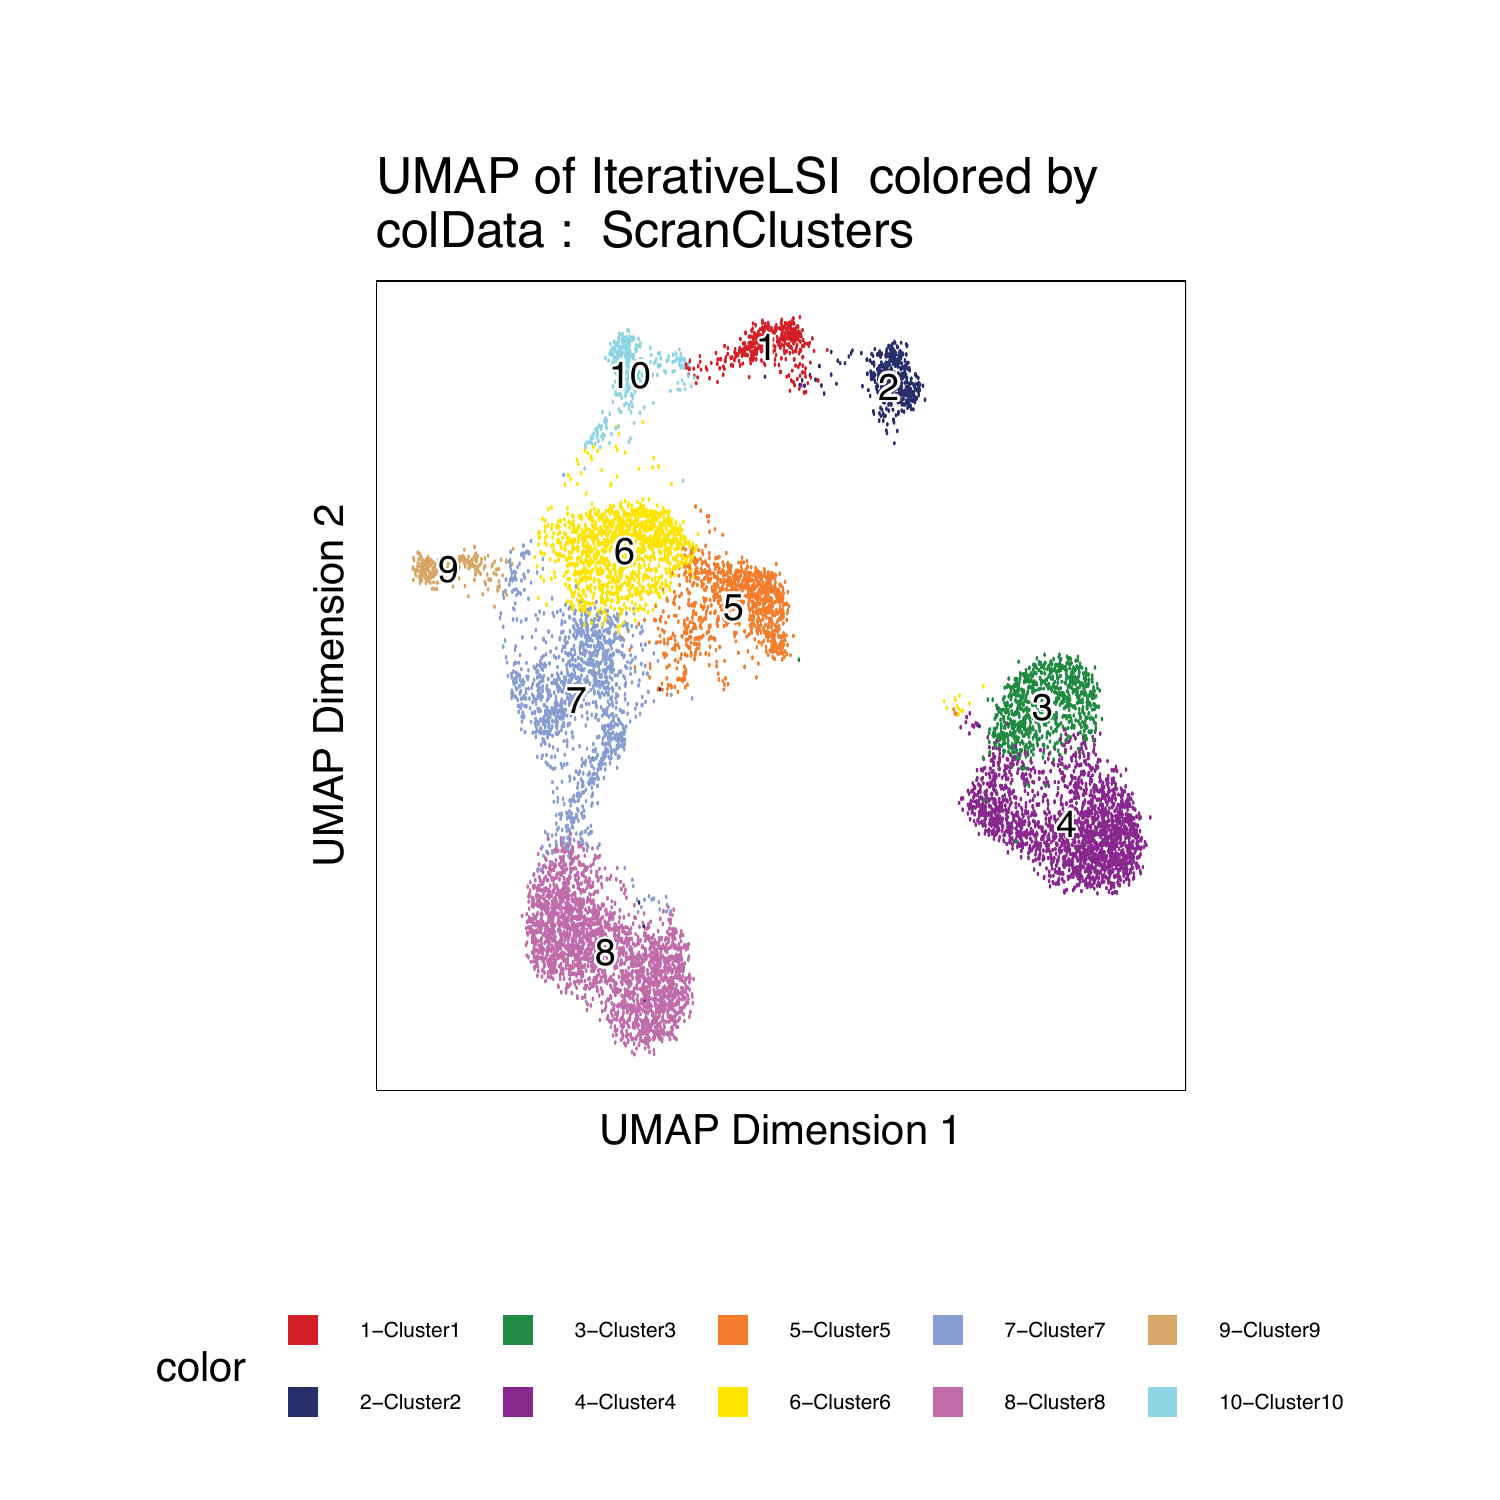 UMAP of IterativeLSI  colored by
colData :  ScranClusters
10
1
2
6
9
5
3
7
4
8
UMAP Dimension 2
UMAP Dimension 1
color
1−Cluster1
3−Cluster3
5−Cluster5
7−Cluster7
9−Cluster9
2−Cluster2
4−Cluster4
6−Cluster6
8−Cluster8
10−Cluster10